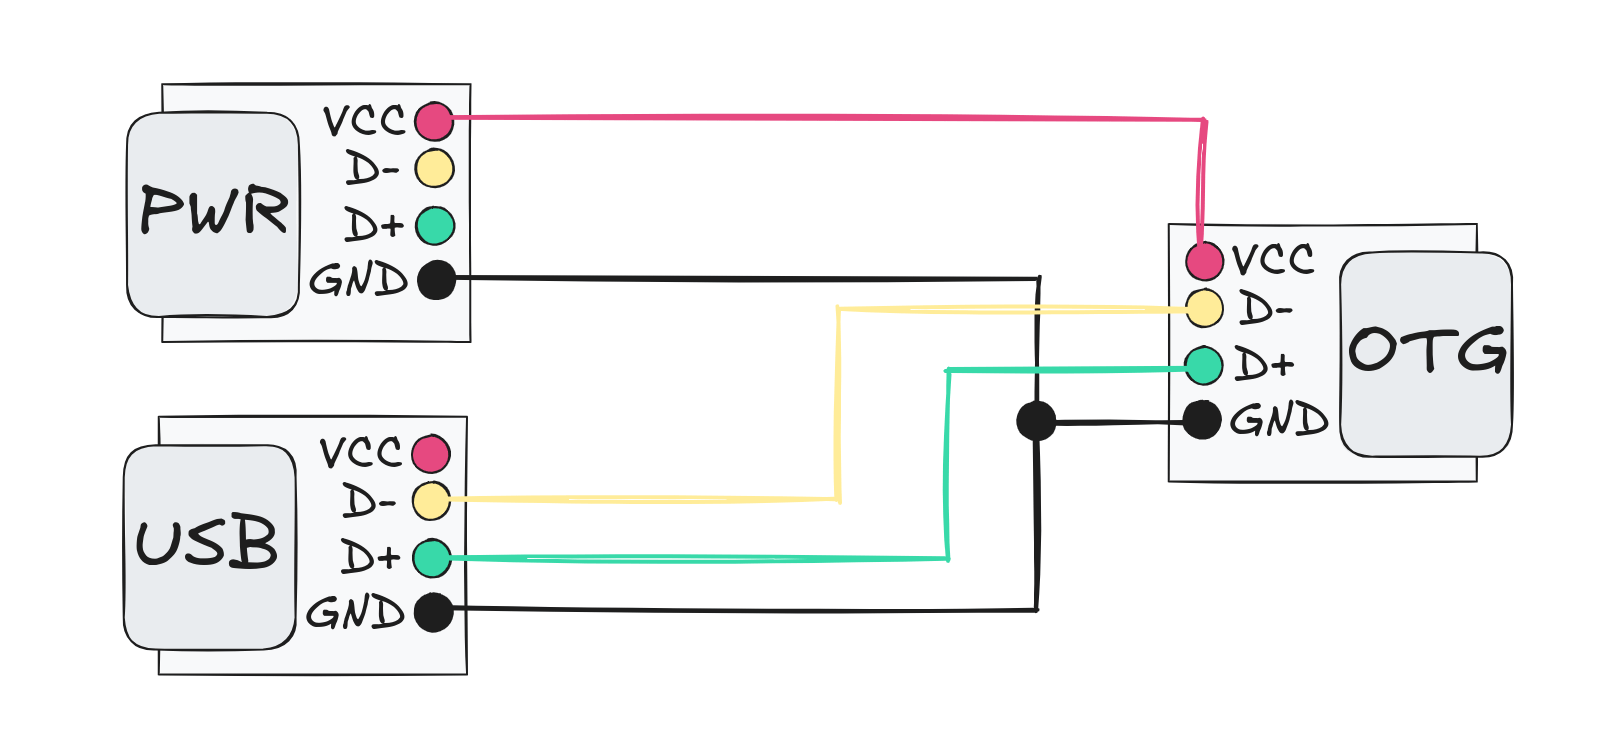 PWR
VCC
D-
D+
GND
USB
VCC
D-
D+
GND
VCC
D-
D+
GND
OTG